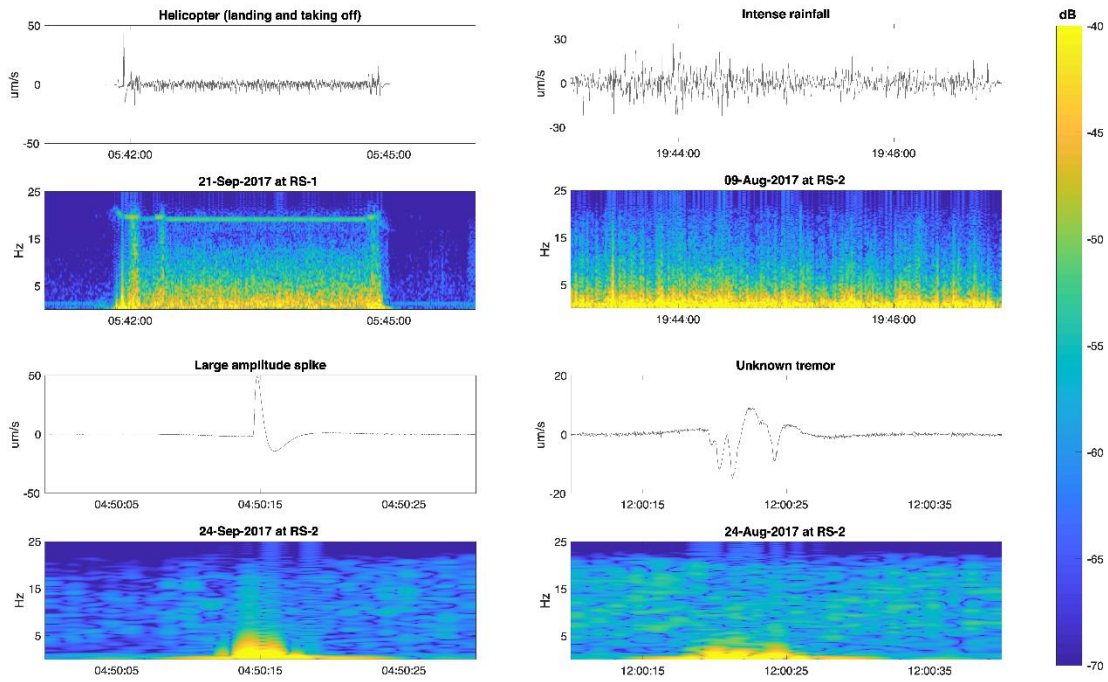 Helicopter (landing and taking off)
50
0
-50
um/s
05:42:00 05:45:00
21-Sep-2017 at RS-1
25
15
5
Hz
05:42:00 05:45:00
Intense rainfall
30
0
-30
um/s
19:44:00 19:46:00
09-Aug-2017 at RS-2
25
15
5
Hz
19:44:00 19:46:00
Large amplitude spike
50
0
-50
um/s
04:50:05 04:50:15 04:50:25
24-Sep-2017 at RS-2
25
15
5
Hz
04:50:05 04:50:15 04:50:25
Unknown tremor
20
0
-20
um/s
12:00:15 12:00:25 12:00:35
24-Aug-2017 at RS-2
25
15
5
Hz
12:00:15 12:00:25 12:00:35
dB
-40
-45
-50
-55
-60
-65
-70